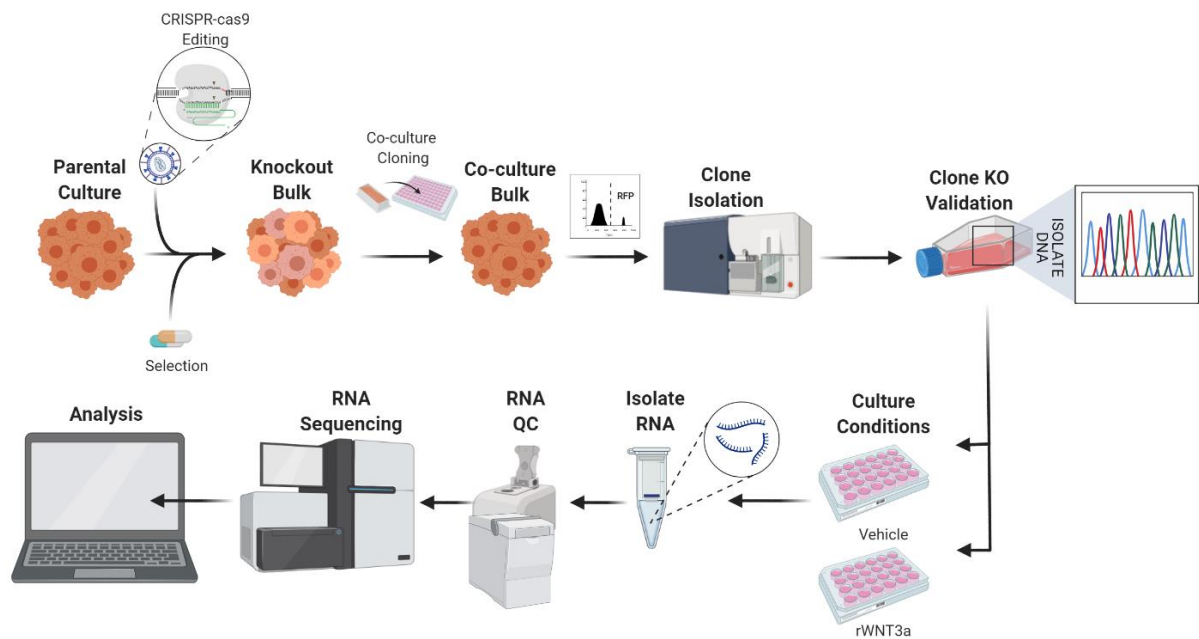 CRISPR-cas9
Editing
Parental
Culture
Selection
Knockout
Bulk
Co-culture
Cloning
Co-culture
Bulk
RFP
Clone
Isolation
Clone KO
Validation
ISOLATE
DNA
Culture
Conditions
Vehicle
rWNT3a
Isolate
RNA
RNA
QC
RNA
Sequencing
Analysis